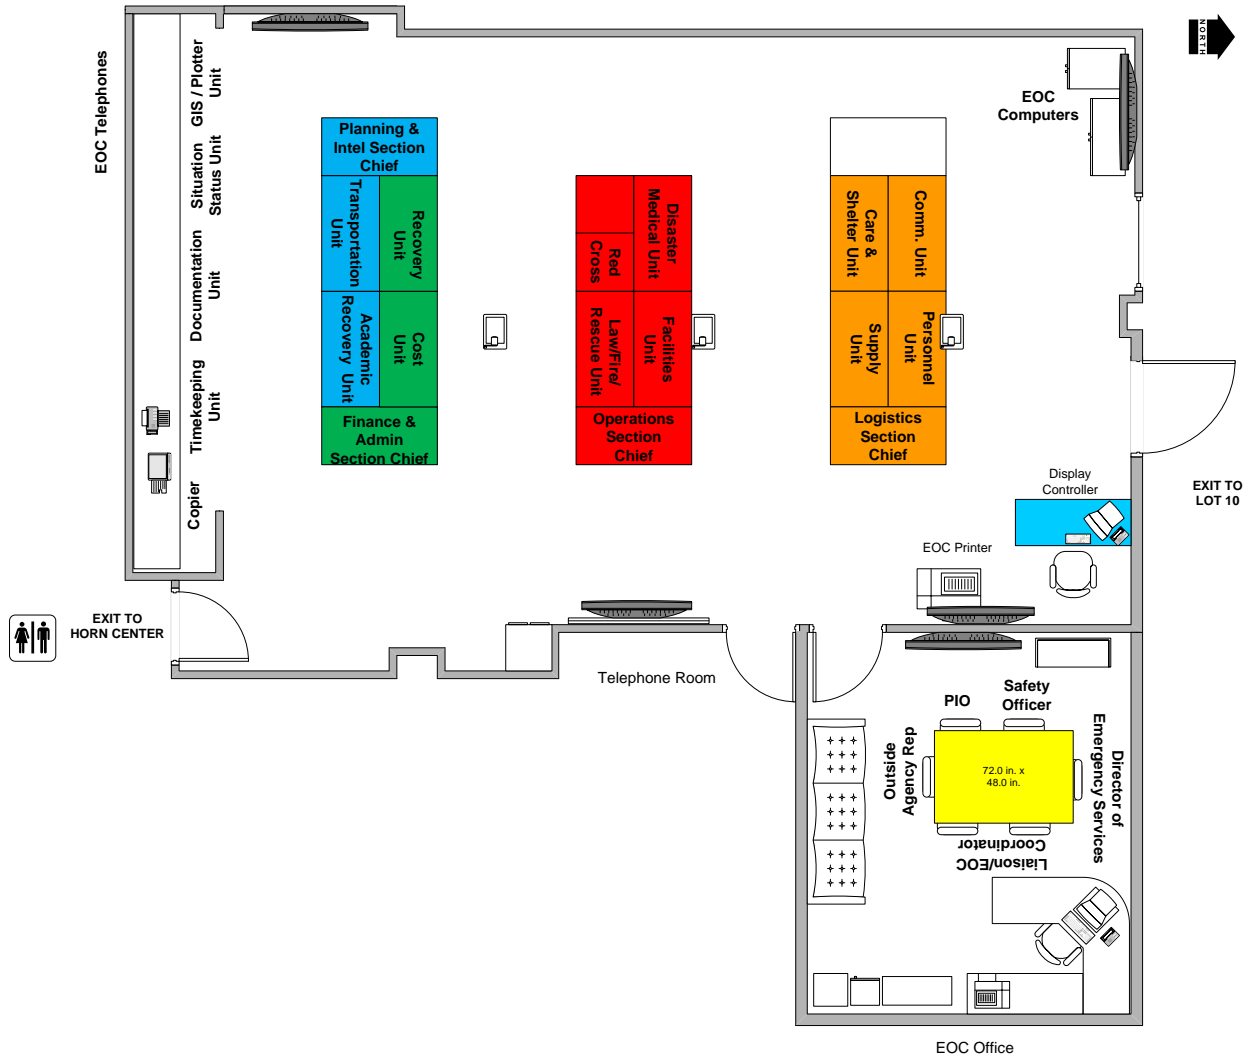 NORTH
EOC Telephones
GIS / Plotter
Unit
Situation
Status Unit
Documentation
Unit
Timekeeping
Unit
Copier
Planning &
Intel Section
Chief
Transportation
Unit
Recovery
Unit
Academic
Recovery Unit
Cost
Unit
Finance &
Admin
Section Chief
Disaster
Medical Unit
Red
Cross
Law/Fire/
Rescue Unit
Facilities
Unit
Operations
Section
Chief
Care &
Shelter Unit
Comm. Unit
Supply
Unit
Personnel
Unit
Logistics
Section
Chief
EOC
Computers
Display
Controller
EXIT TO
LOT 10
EOC Printer
EXIT TO
HORN CENTER
Telephone Room
PIO
Safety
Officer
Outside
Agency Rep
72.0 in. x
48.0 in.
Director of
Emergency Services
Liaison/EOC
Coordinator
EOC Office